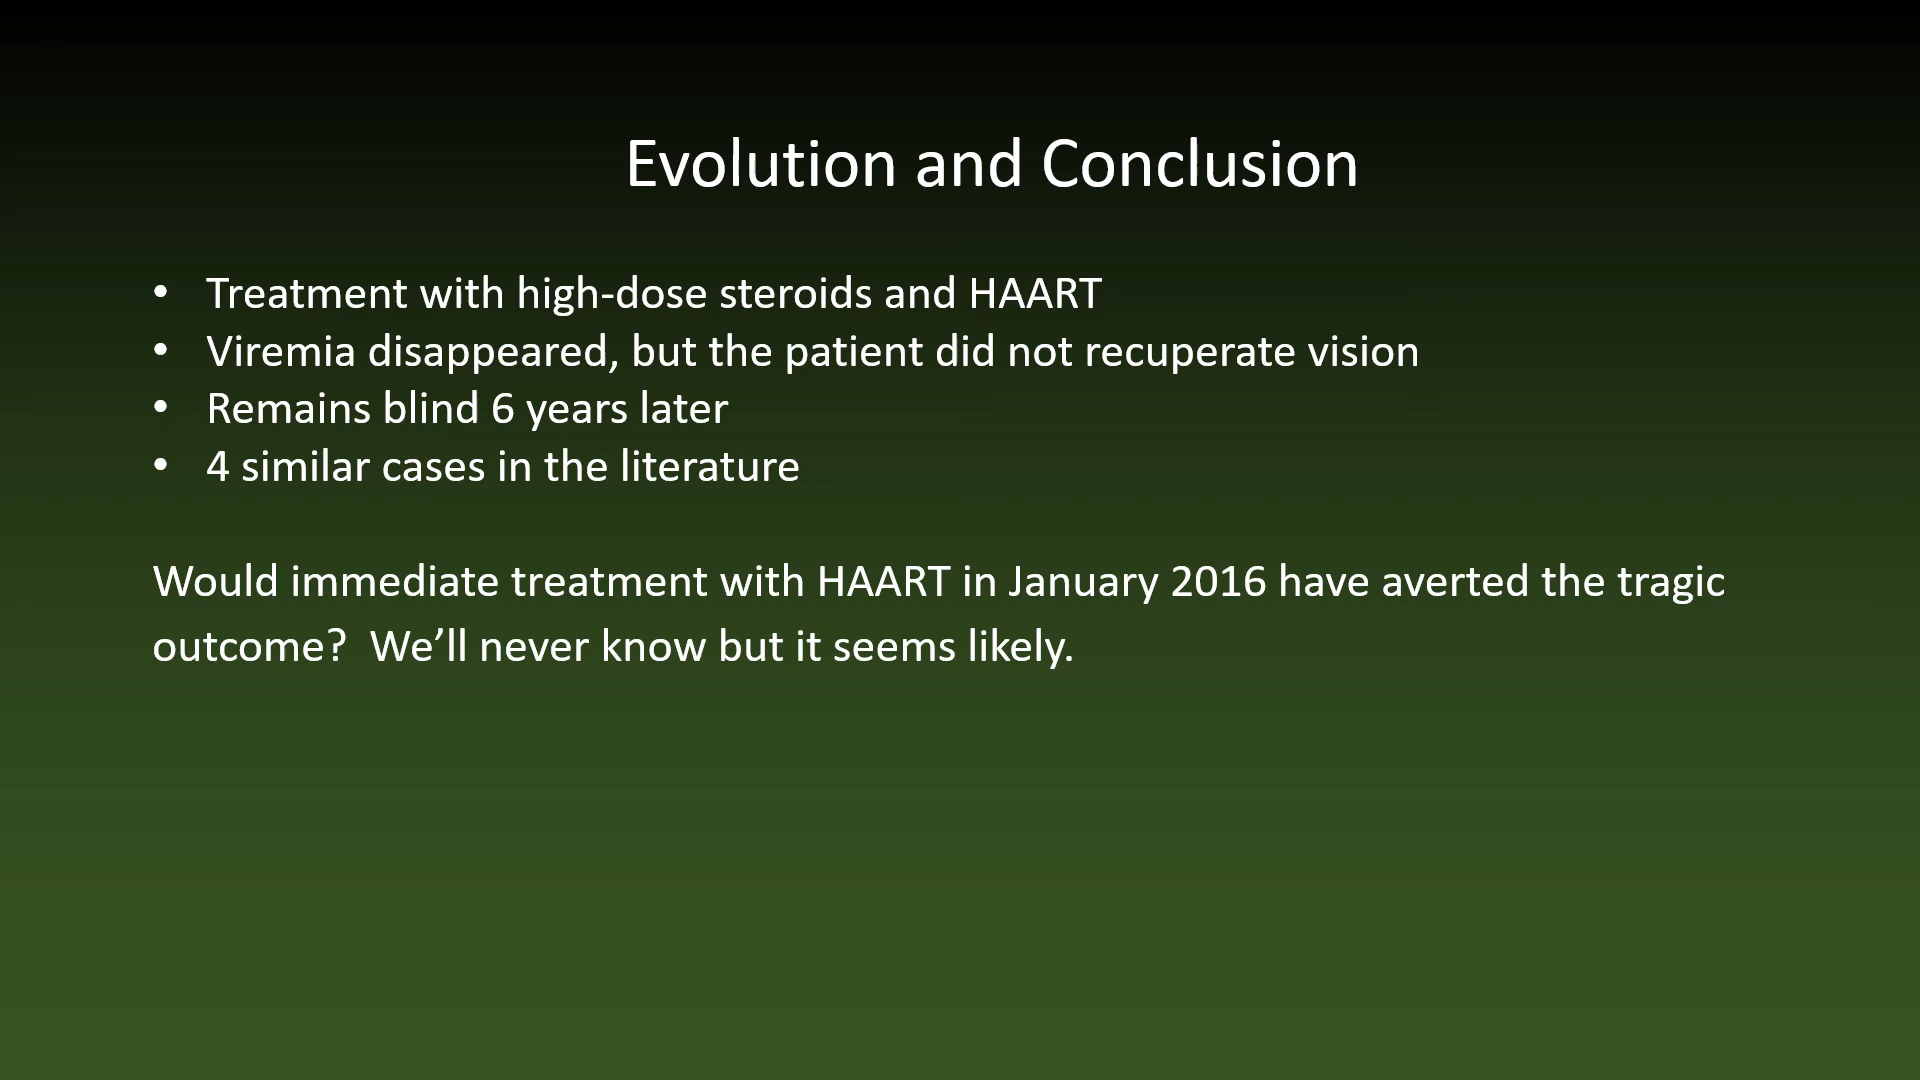 Evolution and Conclusion
• Treatment with high-dose steroids and HAART
• Viremia disappeared, but the patient did not recuperate vision
• Remains blind 6 years later
• 4 similar cases in the literature
Would immediate treatment with HAART in January 2016 have averted the tragic
outcome?  We’ll never know but it seems likely.